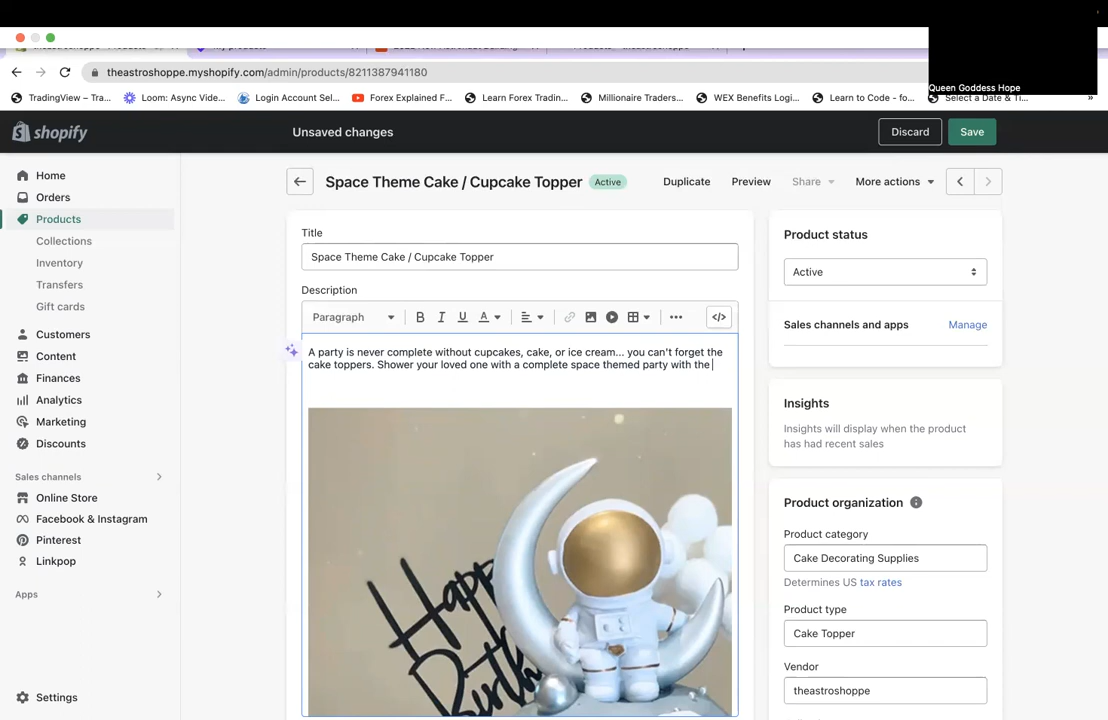 Queen Goddess Hope
theastroshoppe.myshopify.com/admin/products/8211387941180
TradingView – Tra... Loom: Async Vide... Login Account Sel... Forex Explained F... Learn Forex Tradin... Millionaire Traders... WEX Benefits Logi... Learn to Code - fo... Select a Date & Ti... »
shopify Unsaved changes Discard Save
Space Theme Cake / Cupcake Topper Active Duplicate Preview Share More actions
Home
Orders
Products
Collections
Inventory
Transfers
Gift cards
Customers
Content
Finances
Analytics
Marketing
Discounts
Sales channels
Online Store
Facebook & Instagram
Pinterest
Linkpop
Apps
Settings
Title
Space Theme Cake / Cupcake Topper
Description
Paragraph B I U A </>
A party is never complete without cupcakes, cake, or ice cream... you can't forget the
cake toppers. Shower your loved one with a complete space themed party with the
Happy
Birth
Product status
Active
Sales channels and apps Manage
Insights
Insights will display when the product
has had recent sales
Product organization
Product category
Cake Decorating Supplies
Determines US tax rates
Product type
Cake Topper
Vendor
theastroshoppe